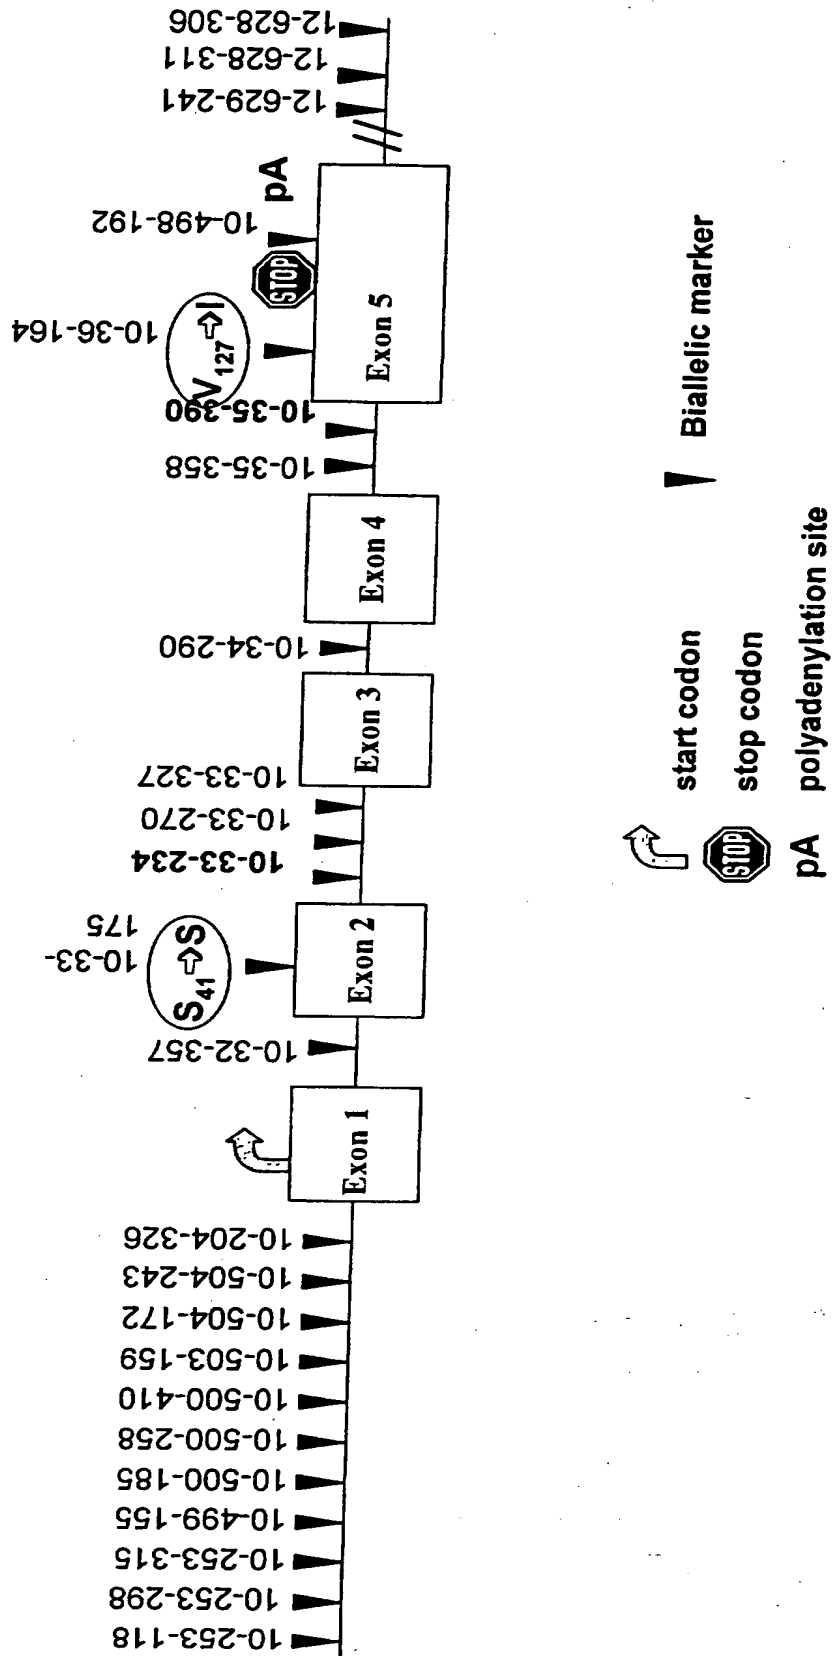 10-253-118
10-253-298
10-253-315
10-499-155
10-500-185
10-500-258
10-500-410
10-503-159
10-504-172
10-504-243
10-204-326
Exon 1
10-32-357
10-33-
175
S41 ⇨ S
Exon 2
10-33-234
10-33-270
10-33-327
Exon 3
10-34-290
Exon 4
10-35-358
10-35-390
10-36-164
V127 ⇨ I
STOP
Exon 5
10-498-192
pA
12-629-241
12-628-311
12-628-306
start codon
STOP stop codon
pA polyadenylation site
Biallelic marker